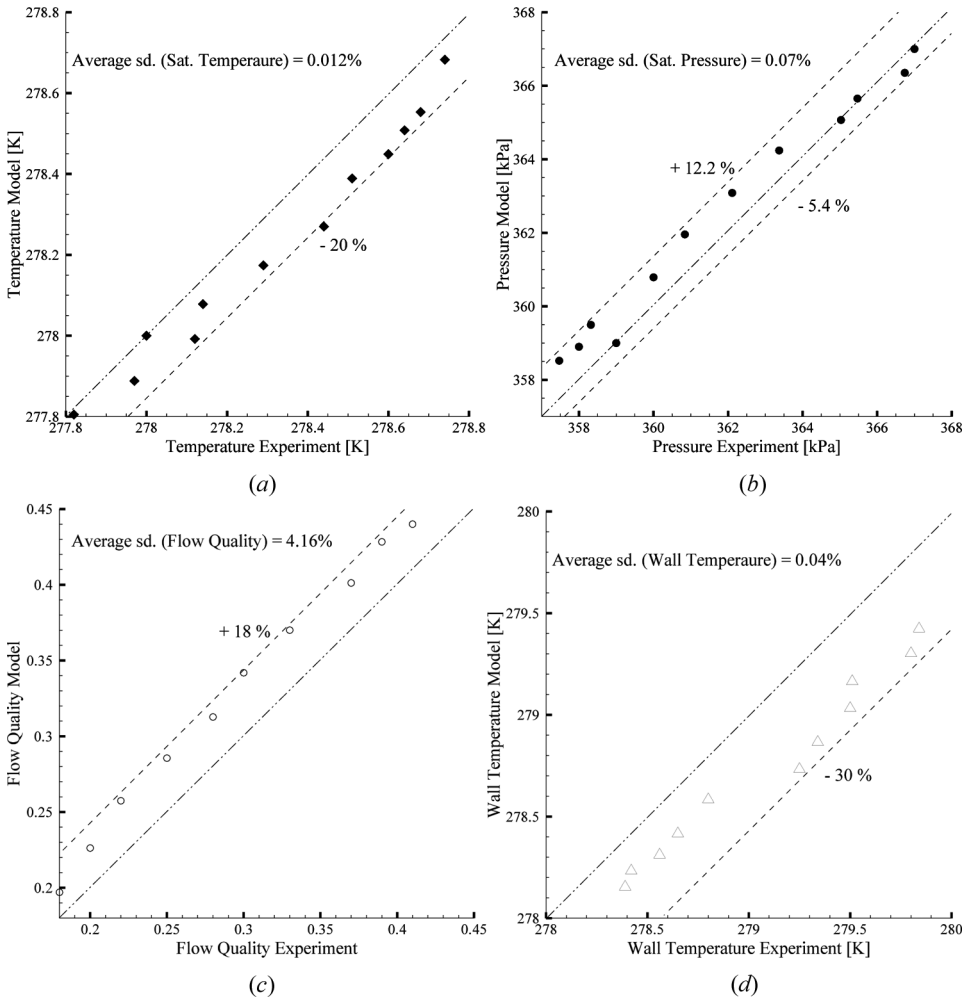 278.8
Average sd. (Sat. Temperaure) = 0.012%
278.6
278.4
278.2
278
277.8
Temperature Model [K]
- 20 %
277.8 278 278.2 278.4 278.6 278.8
Temperature Experiment [K]
(a)
368
Average sd. (Sat. Pressure) = 0.07%
366
364
362
360
358
Pressure Model [kPa]
+ 12.2 %
- 5.4 %
358 360 362 364 366 368
Pressure Experiment [kPa]
(b)
0.45
Average sd. (Flow Quality) = 4.16%
0.4
0.35
0.3
0.25
0.2
Flow Quality Model
+ 18 %
0.2 0.25 0.3 0.35 0.4 0.45
Flow Quality Experiment
(c)
280
Average sd. (Wall Temperaure) = 0.04%
279.5
279
278.5
278
Wall Temperature Model [K]
- 30 %
278 278.5 279 279.5 280
Wall Temperature Experiment [K]
(d)